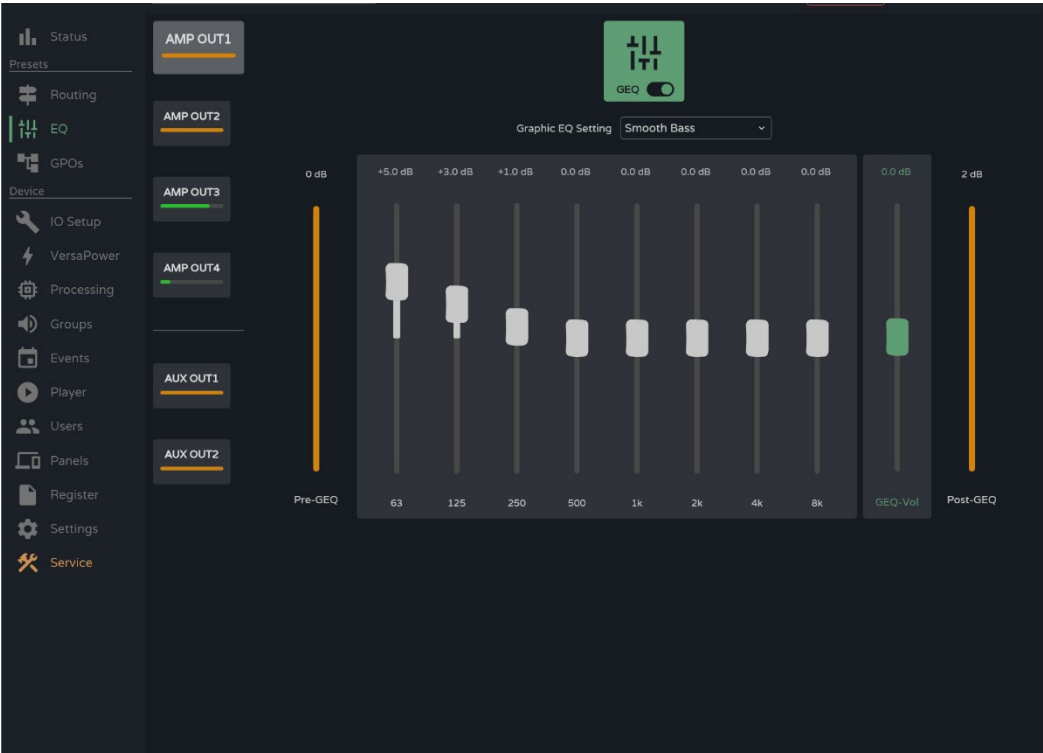 Status
Presets
Routing
EQ
GPOs
Device
IO Setup
VersaPower
Processing
Groups
Events
Player
Users
Panels
Register
Settings
Service
AMP OUT1
AMP OUT2
AMP OUT3
AMP OUT4
AUX OUT1
AUX OUT2
GEQ
Graphic EQ Setting Smooth Bass
0 dB +5.0 dB +3.0 dB +1.0 dB 0.0 dB 0.0 dB 0.0 dB 0.0 dB 0.0 dB 0.0 dB 2 dB
Pre-GEQ 63 125 250 500 1k 2k 4k 8k GEQ-Vol Post-GEQ